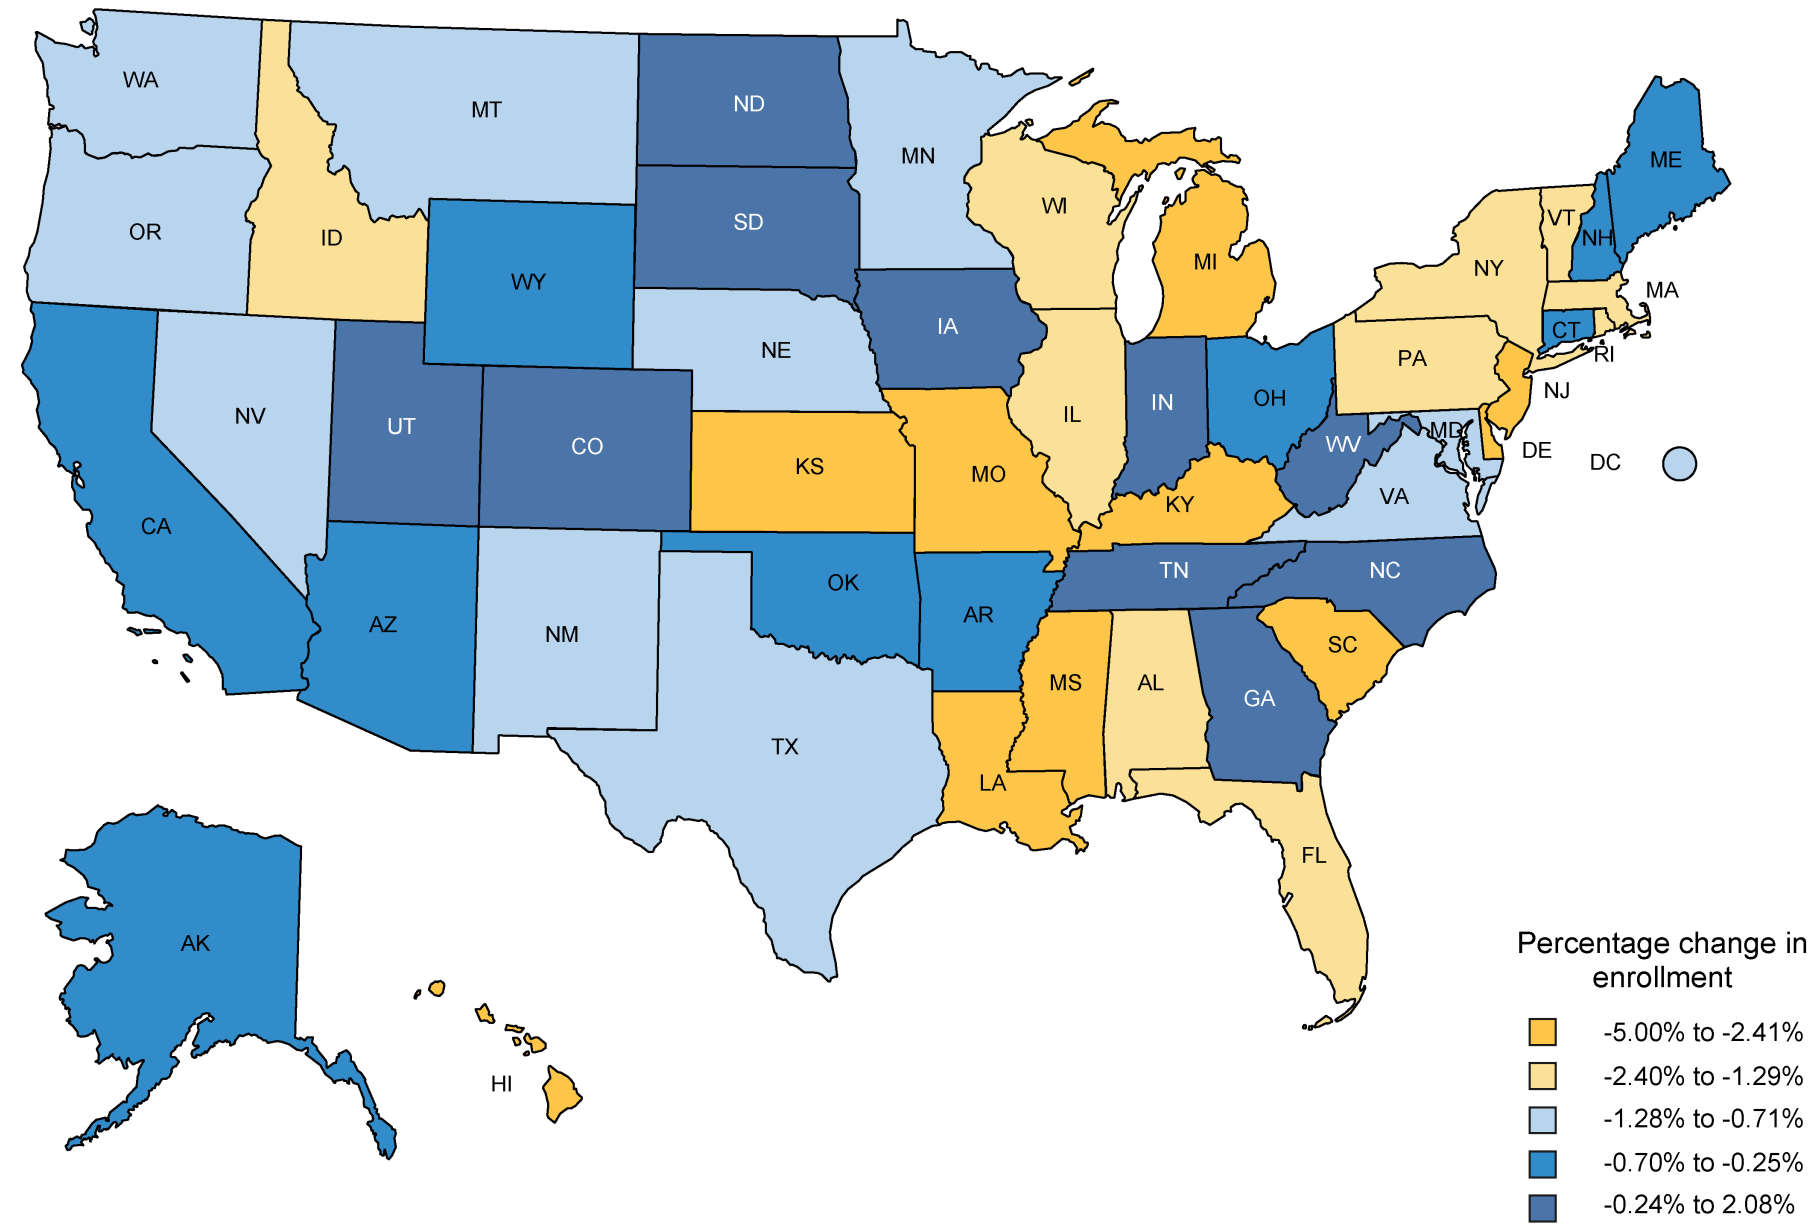 WA
MT
ND
MN
ME
OR
ID
SD
WI
MI
VT
NH
NY
MA
WY
IA
NE
PA
CT
RI
NJ
NV
UT
CO
KS
MO
IL
IN
OH
WV
MD
DE
DC
CA
KY
VA
AZ
NM
OK
AR
TN
NC
SC
MS
AL
GA
TX
LA
FL
AK
HI
Percentage change in
enrollment
-5.00% to -2.41%
-2.40% to -1.29%
-1.28% to -0.71%
-0.70% to -0.25%
-0.24% to 2.08%